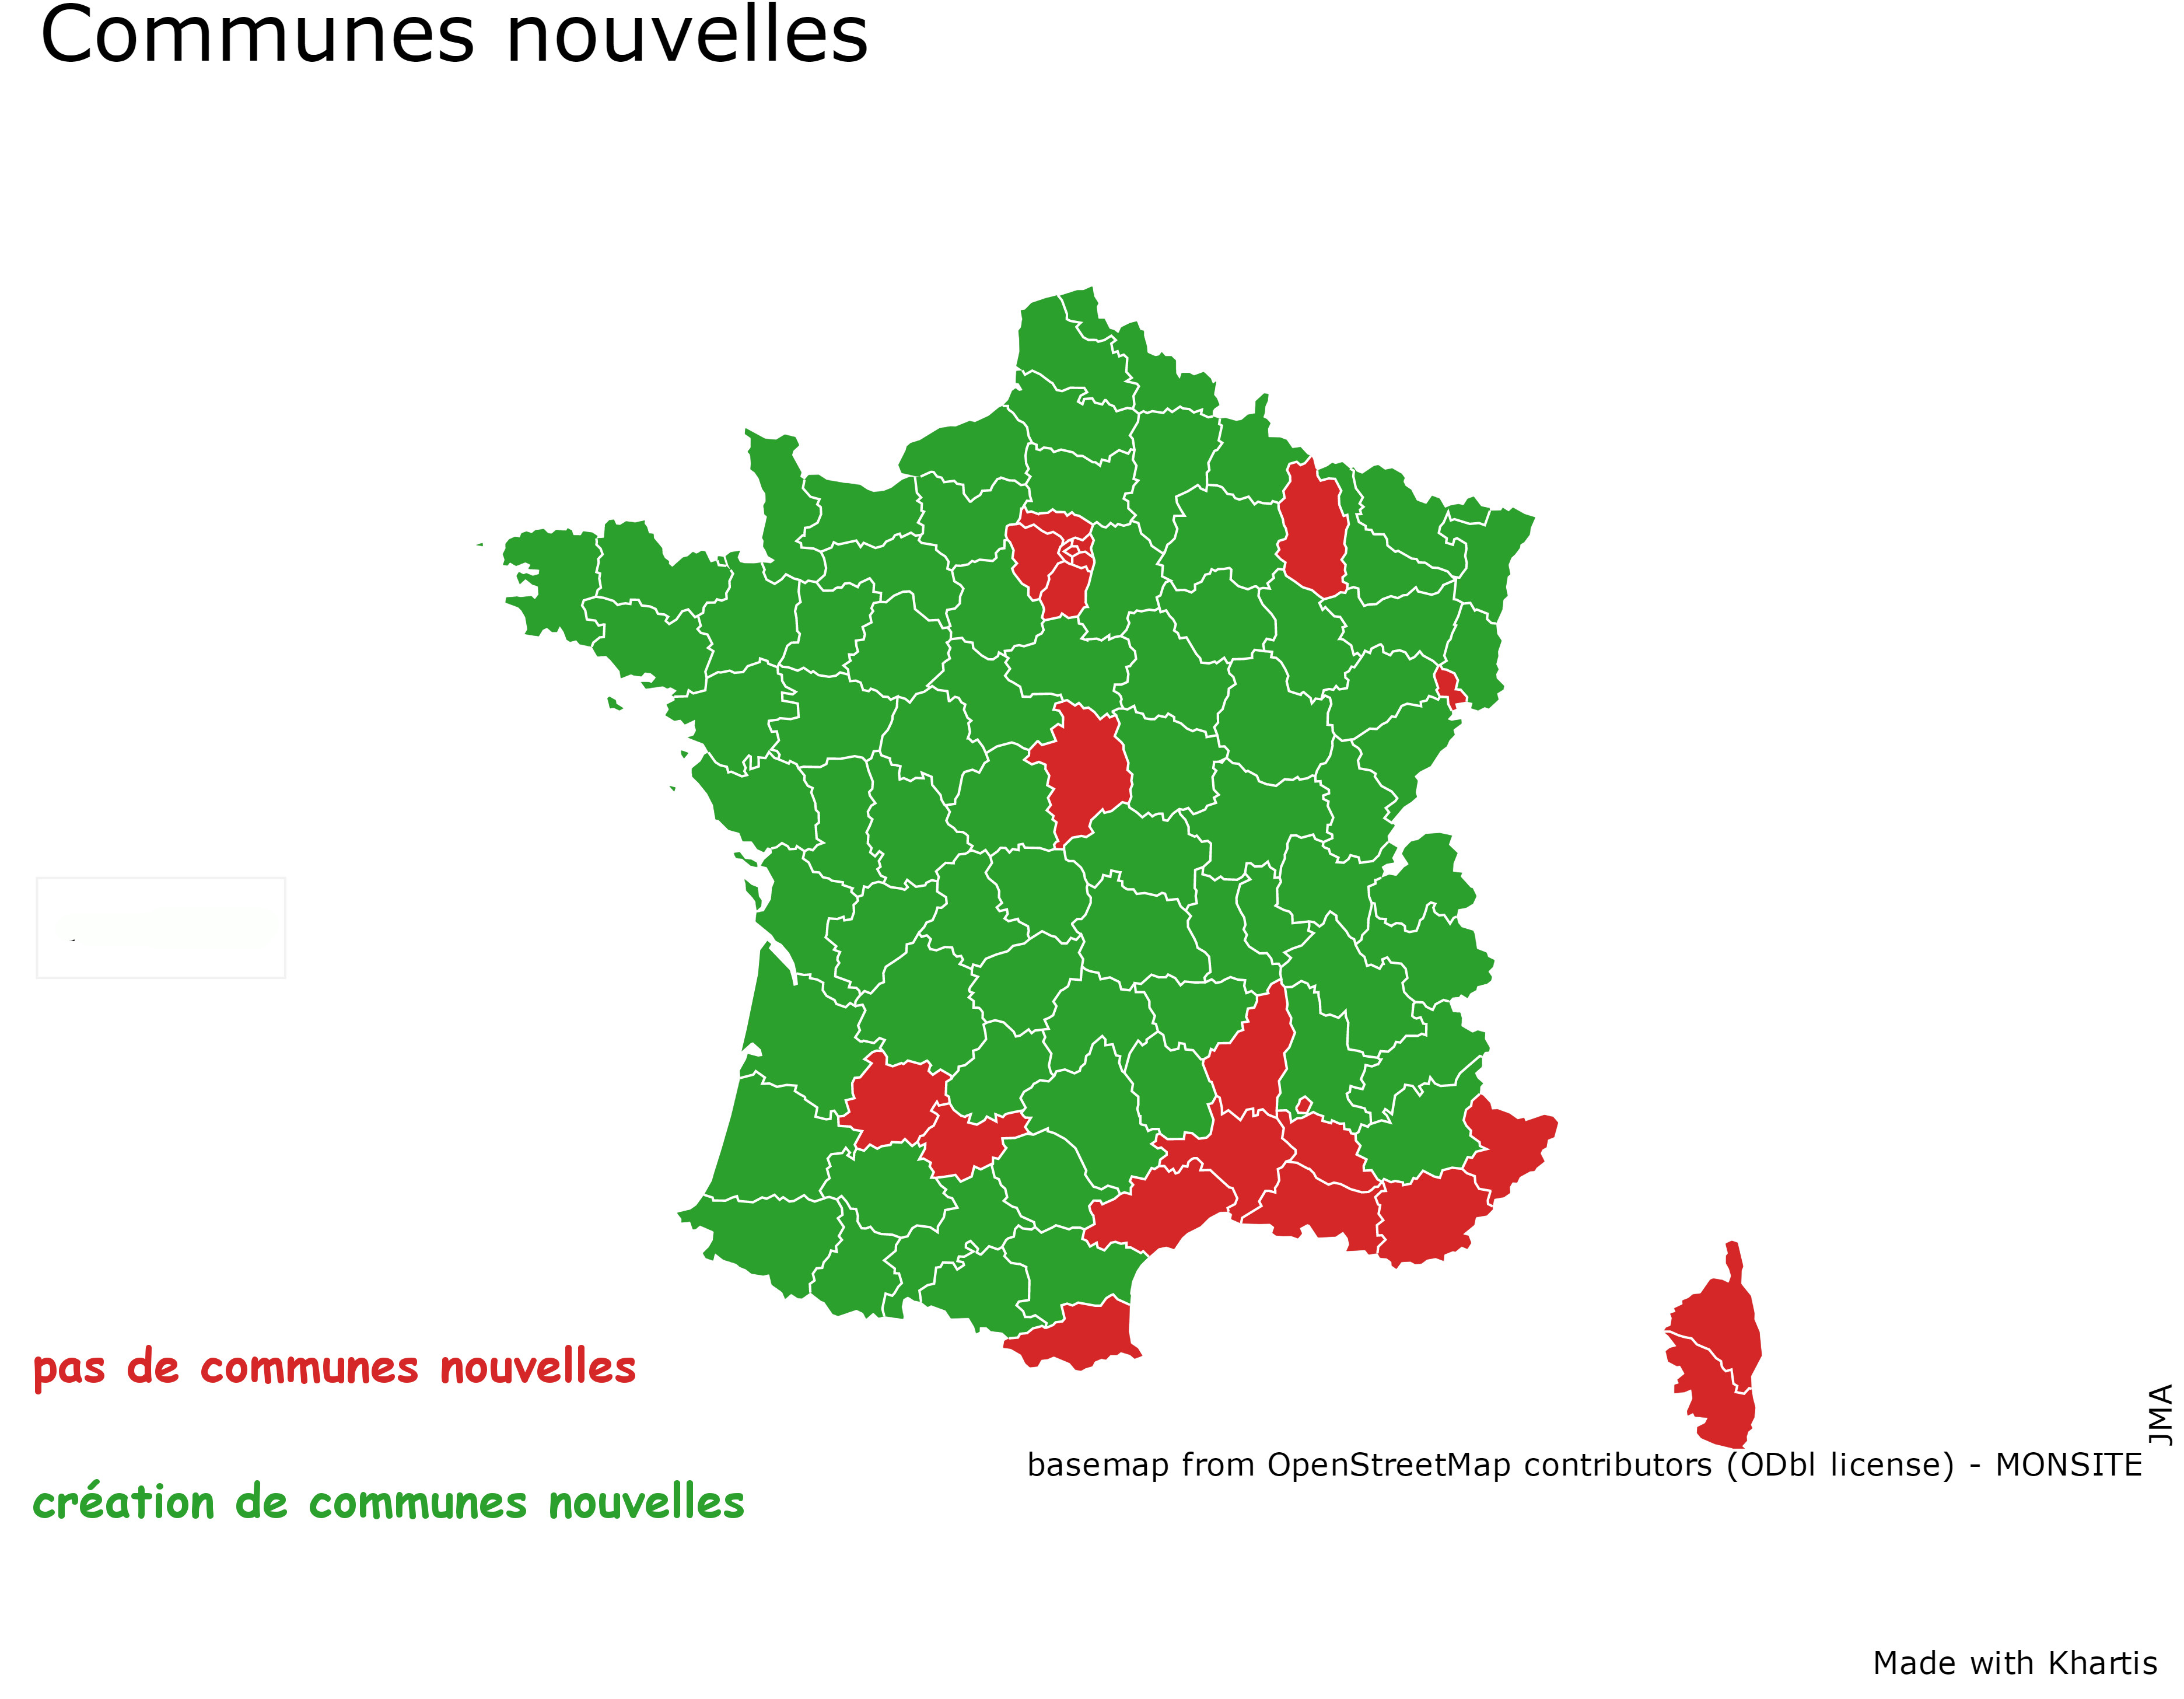 Communes nouvelles
pas de communes nouvelles
création de communes nouvelles
JMA
basemap from OpenStreetMap contributors (ODbl license) - MONSITE
Made with Khartis